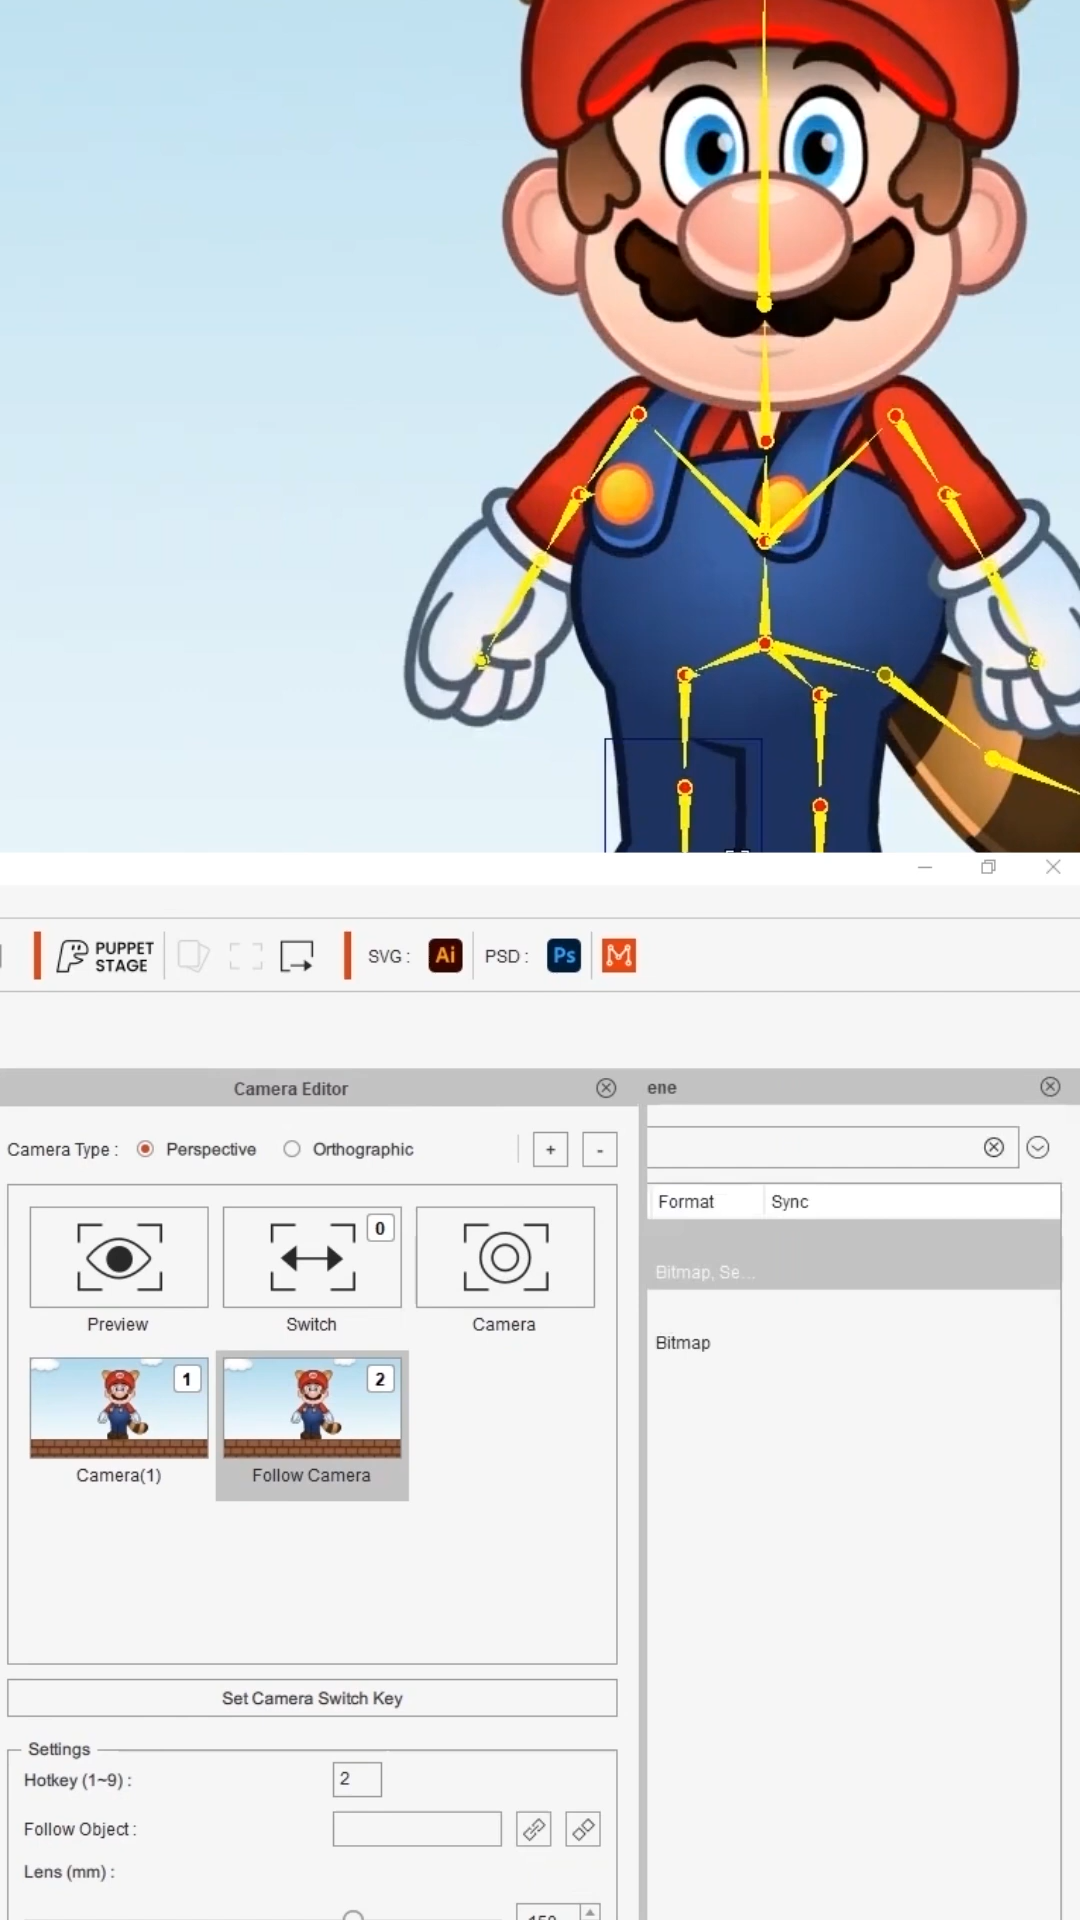 PUPPET
STAGE
SVG :
Ai
PSD :
Ps
Camera Editor
ene
Camera Type :
Perspective
Orthographic
+
-
Format
Sync
0
Bitmap, Se...
Preview
Switch
Camera
Bitmap
1
2
Camera(1)
Follow Camera
Set Camera Switch Key
Settings
Hotkey (1~9) :
2
Follow Object :
Lens (mm) :